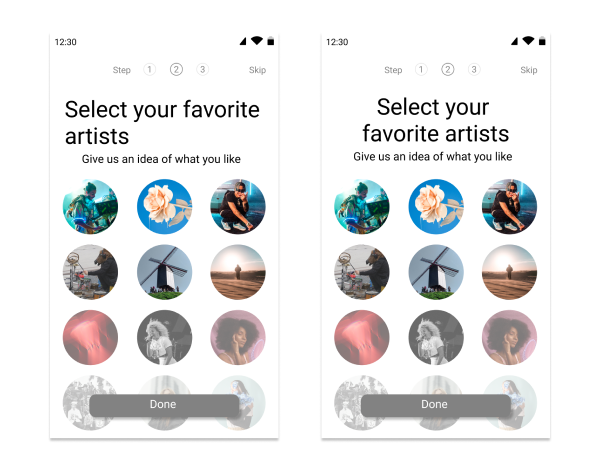 12:30
Step 1 2 3 Skip
Select your favorite
artists
Give us an idea of what you like
Done
12:30
Step 1 2 3 Skip
Select your
favorite artists
Give us an idea of what you like
Done